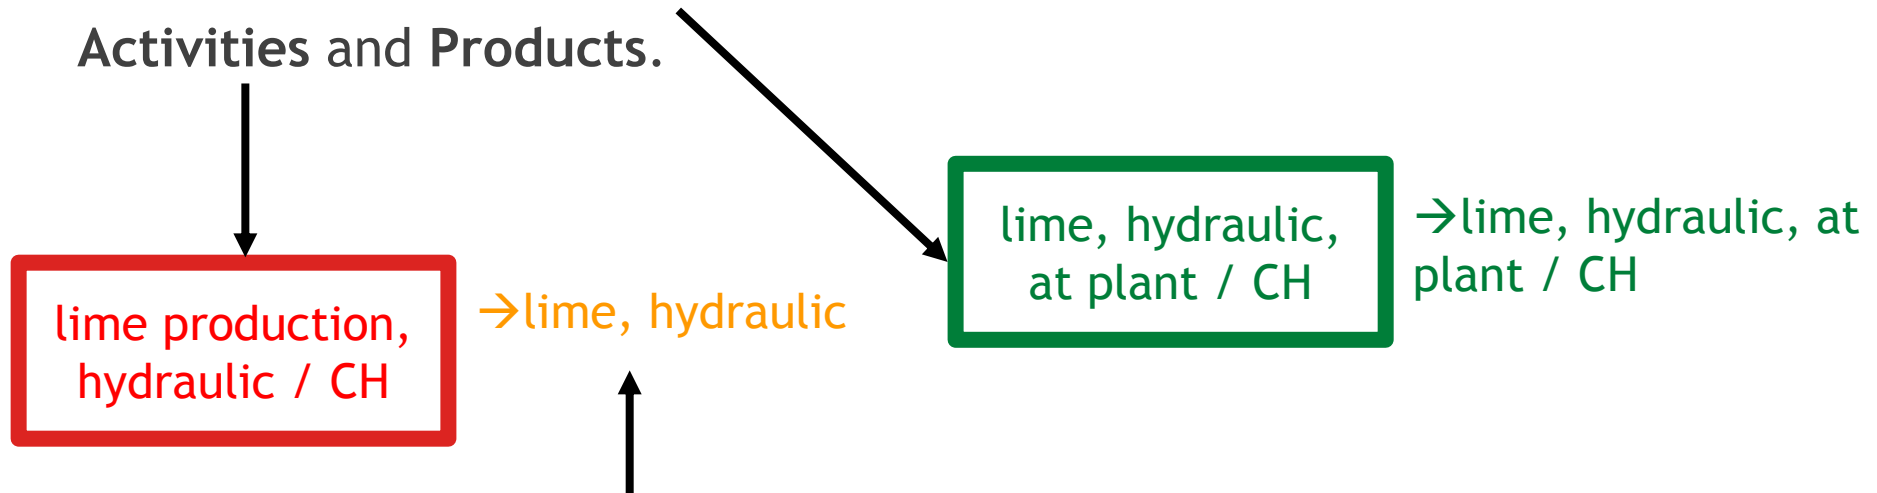 Activities and Products.
lime production,
hydraulic / CH
→lime, hydraulic
lime, hydraulic,
at plant / CH
→lime, hydraulic, at
plant / CH